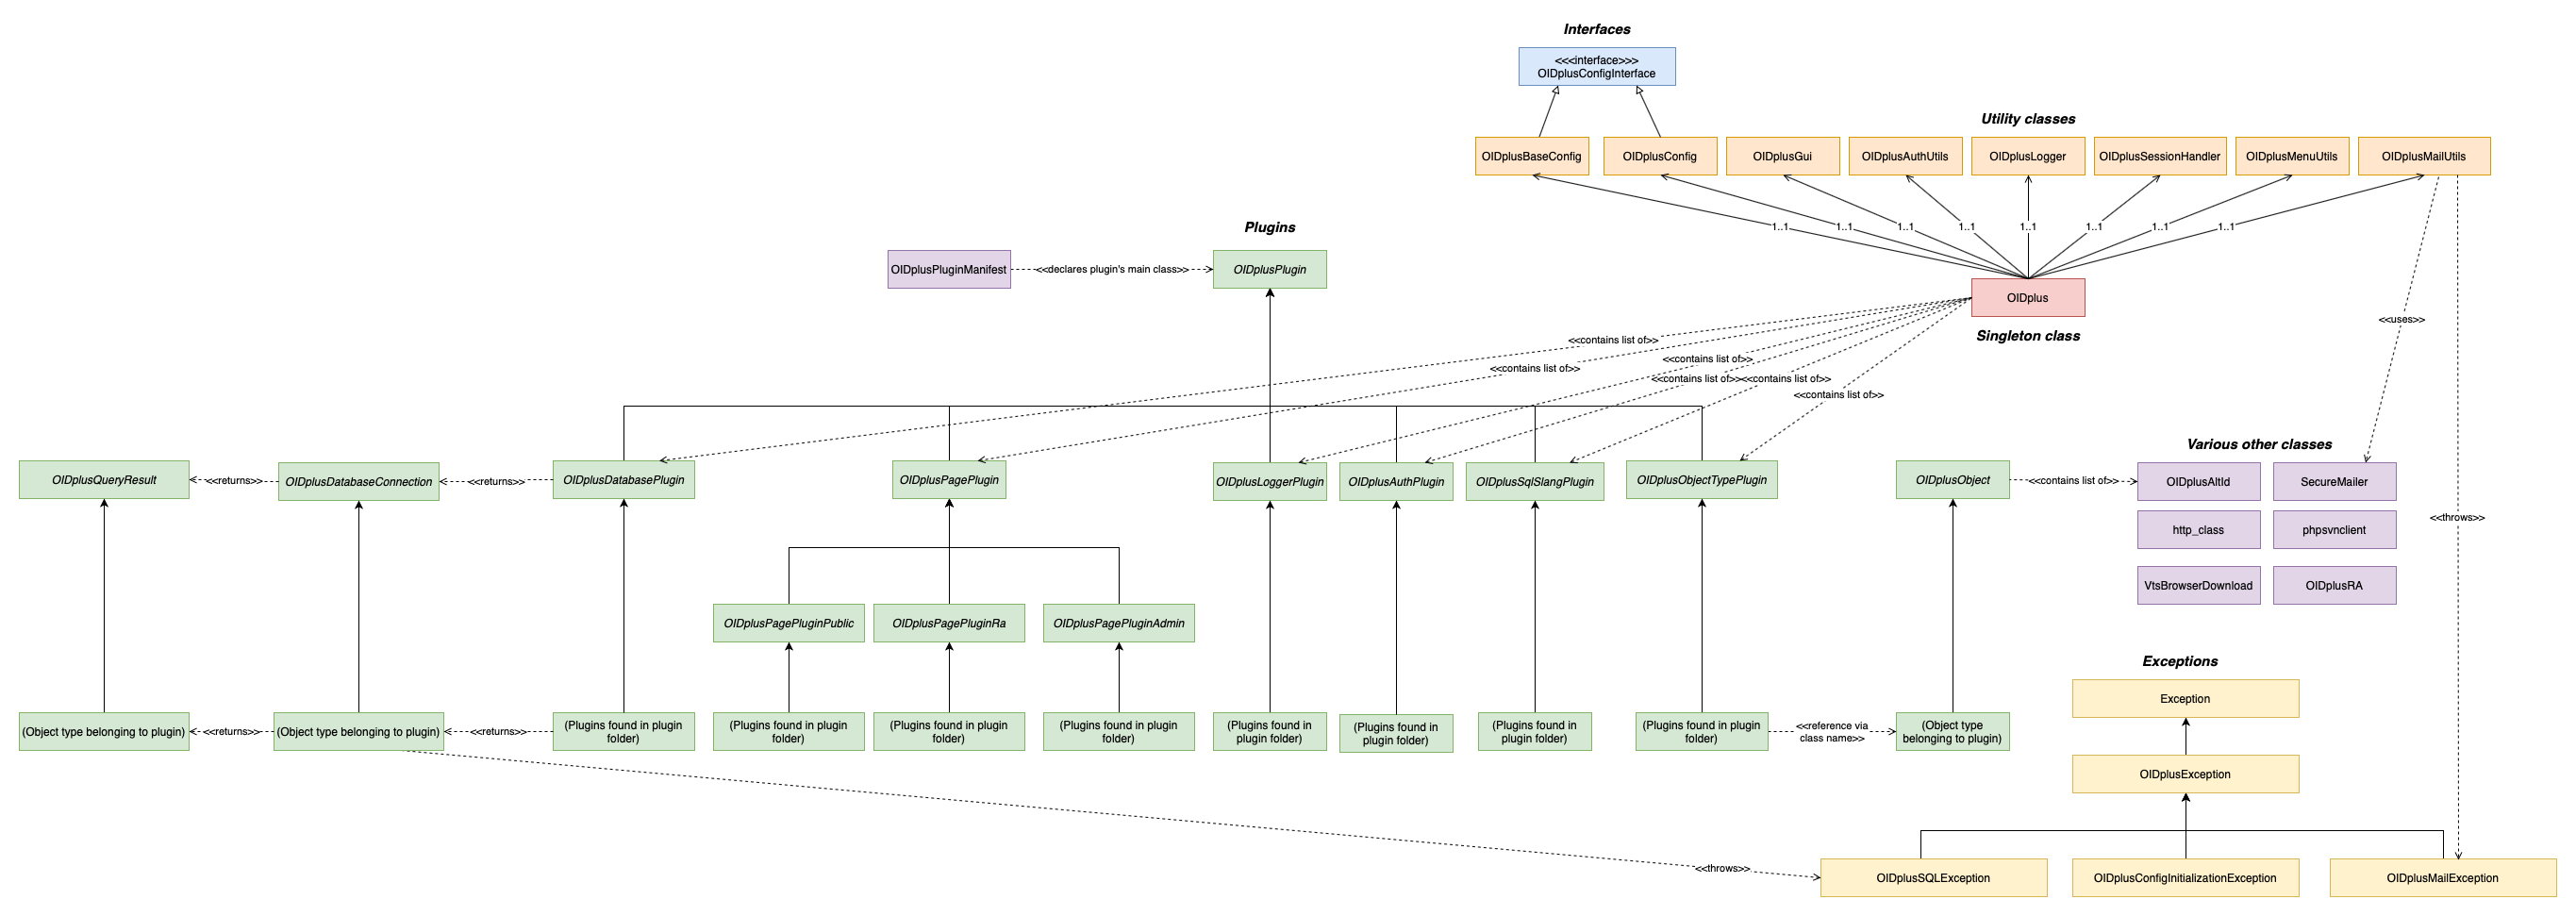 Interfaces
<<<interface>>>
OIDplusConfigInterface
Utility classes
OIDplusBaseConfig
OIDplusConfig
OIDplusGui
OIDplusAuthUtils
OIDplusLogger
OIDplusSessionHandler
OIDplusMenuUtils
OIDplusMailUtils
1..1
1..1
1..1
1..1
1..1
1..1
1..1
1..1
Plugins
OIDplusPluginManifest
<<declares plugin's main class>>
OIDplusPlugin
OIDplus
Singleton class
<<uses>>
<<contains list of>>
<<contains list of>>
<<contains list of>>
<<contains list of>>
<<contains list of>>
<<contains list of>>
Various other classes
OIDplusQueryResult
<<returns>>
OIDplusDatabaseConnection
<<returns>>
OIDplusDatabasePlugin
OIDplusPagePlugin
OIDplusLoggerPlugin
OIDplusAuthPlugin
OIDplusSqlSlangPlugin
OIDplusObjectTypePlugin
OIDplusObject
<<contains list of>>
OIDplusAltId
SecureMailer
<<throws>>
http_class
phpsvnclient
VtsBrowserDownload
OIDplusRA
OIDplusPagePluginPublic
OIDplusPagePluginRa
OIDplusPagePluginAdmin
Exceptions
Exception
(Object type belonging to plugin)
<<returns>>
(Object type belonging to plugin)
<<returns>>
(Plugins found in plugin
folder)
(Plugins found in plugin
folder)
(Plugins found in plugin
folder)
(Plugins found in plugin
folder)
(Plugins found in
plugin folder)
(Plugins found in
plugin folder)
(Plugins found in
plugin folder)
(Plugins found in plugin
folder)
<<reference via
class name>>
(Object type
belonging to plugin)
OIDplusException
<<throws>>
OIDplusSQLException
OIDplusConfigInitializationException
OIDplusMailException